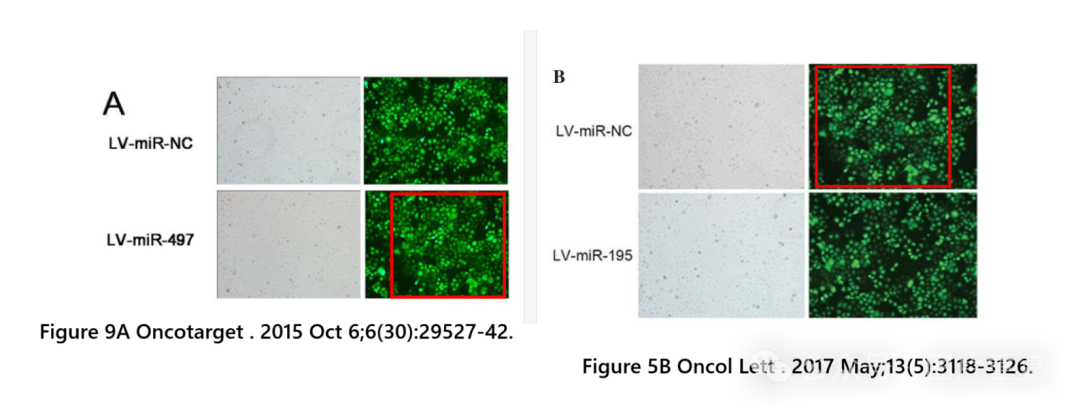 A
LV-miR-NC
LV-miR-497
Figure 9A Oncotarget . 2015 Oct 6;6(30):29527-42.
B
LV-miR-NC
LV-miR-195
Figure 5B Oncol Lett . 2017 May;13(5):3118-3126.